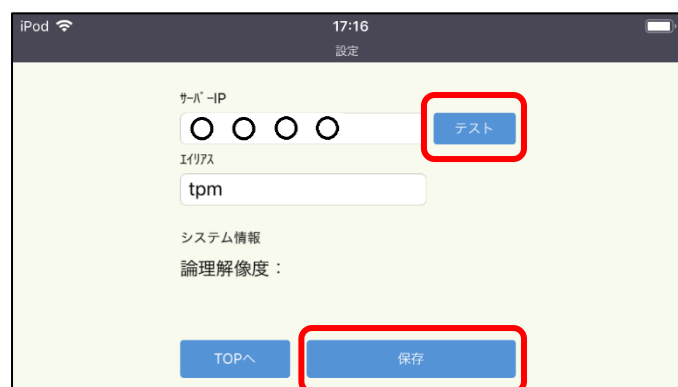 iPod 17:16
設定
ｻｰﾊﾞｰIP
○ ○ ○ ○ テスト
ｴｲﾘｱｽ
tpm
システム情報
論理解像度：
TOPへ 保存